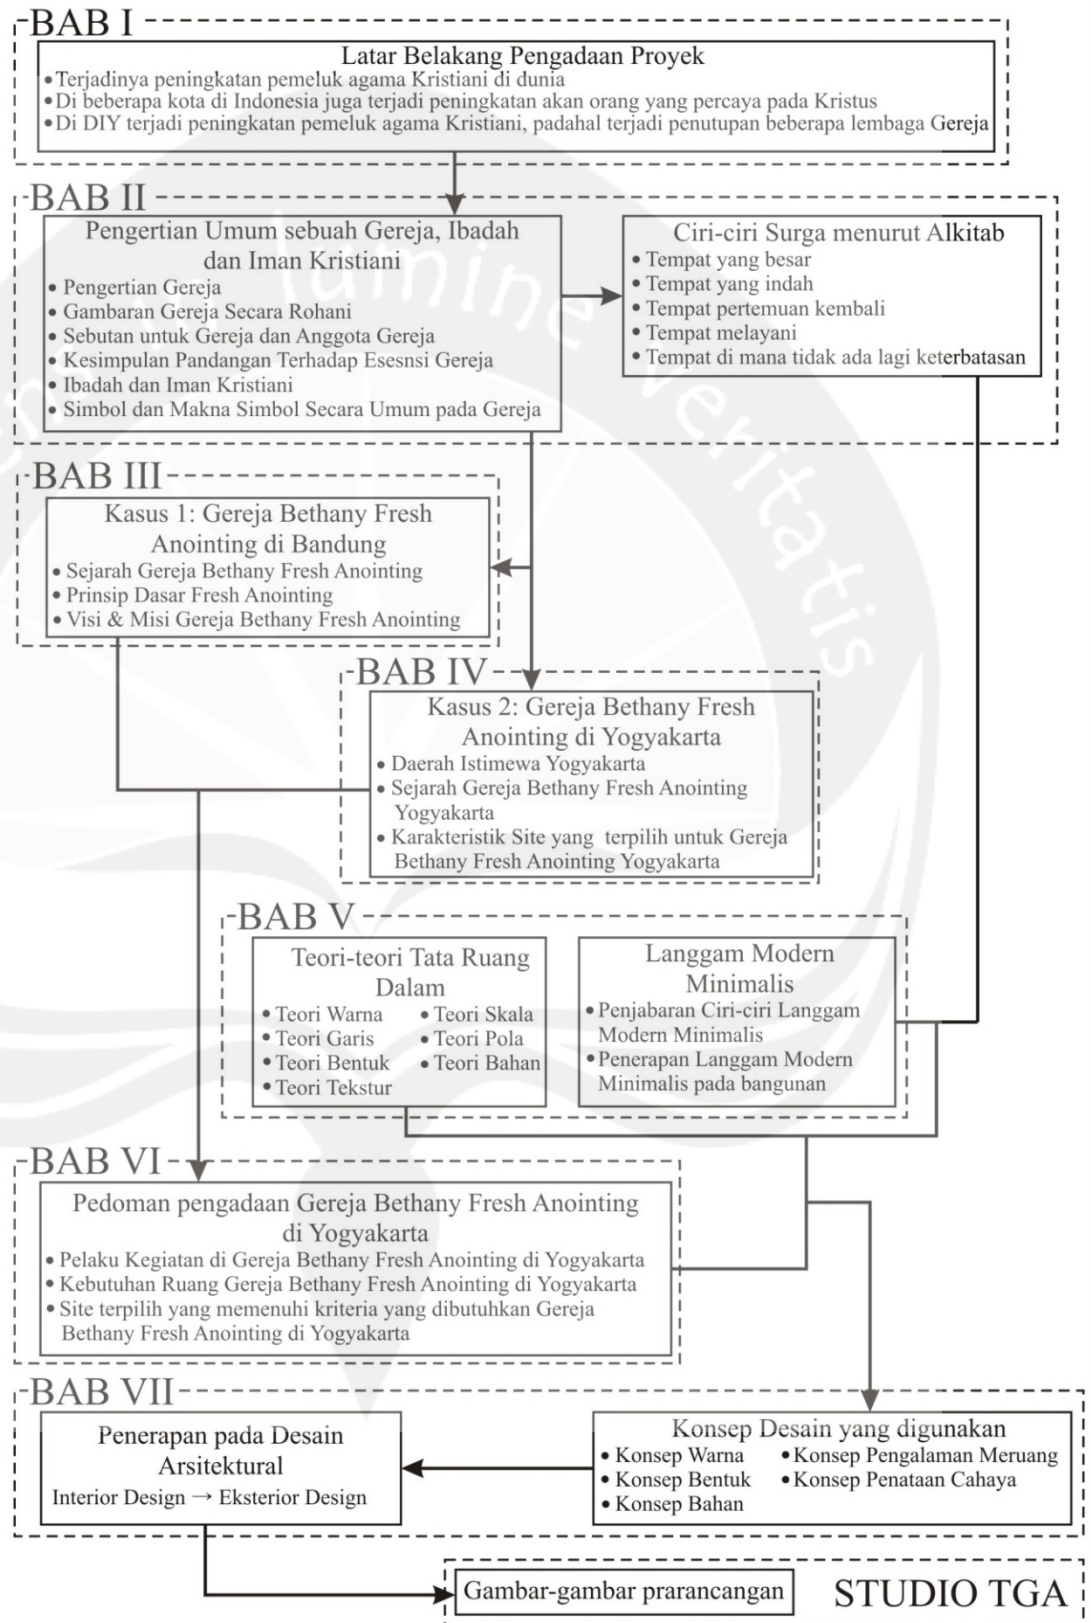 BAB I
Latar Belakang Pengadaan Proyek
• Terjadinya peningkatan pemeluk agama Kristiani di dunia
• Di beberapa kota di Indonesia juga terjadi peningkatan akan orang yang percaya pada Kristus
• Di DIY terjadi peningkatan pemeluk agama Kristiani, padahal terjadi penutupan beberapa lembaga Gereja
BAB II
Pengertian Umum sebuah Gereja, Ibadah
dan Iman Kristiani
• Pengertian Gereja
• Gambaran Gereja Secara Rohani
• Sebutan untuk Gereja dan Anggota Gereja
• Kesimpulan Pandangan Terhadap Esesnsi Gereja
• Ibadah dan Iman Kristiani
• Simbol dan Makna Simbol Secara Umum pada Gereja
Ciri-ciri Surga menurut Alkitab
• Tempat yang besar
• Tempat yang indah
• Tempat pertemuan kembali
• Tempat melayani
• Tempat di mana tidak ada lagi keterbatasan
BAB III
Kasus 1: Gereja Bethany Fresh
Anointing di Bandung
• Sejarah Gereja Bethany Fresh Anointing
• Prinsip Dasar Fresh Anointing
• Visi & Misi Gereja Bethany Fresh Anointing
BAB IV
Kasus 2: Gereja Bethany Fresh
Anointing di Yogyakarta
• Daerah Istimewa Yogyakarta
• Sejarah Gereja Bethany Fresh Anointing
Yogyakarta
• Karakteristik Site yang terpilih untuk Gereja
Bethany Fresh Anointing Yogyakarta
BAB V
Teori-teori Tata Ruang
Dalam
• Teori Warna
• Teori Garis
• Teori Bentuk
• Teori Tekstur
• Teori Skala
• Teori Pola
• Teori Bahan
Langgam Modern
Minimalis
• Penjabaran Ciri-ciri Langgam
Modern Minimalis
• Penerapan Langgam Modern
Minimalis pada bangunan
BAB VI
Pedoman pengadaan Gereja Bethany Fresh Anointing
di Yogyakarta
• Pelaku Kegiatan di Gereja Bethany Fresh Anointing di Yogyakarta
• Kebutuhan Ruang Gereja Bethany Fresh Anointing di Yogyakarta
• Site terpilih yang memenuhi kriteria yang dibutuhkan Gereja
Bethany Fresh Anointing di Yogyakarta
BAB VII
Penerapan pada Desain
Arsitektural
Interior Design → Eksterior Design
Konsep Desain yang digunakan
• Konsep Warna
• Konsep Bentuk
• Konsep Bahan
• Konsep Pengalaman Meruang
• Konsep Penataan Cahaya
Gambar-gambar prarancangan
STUDIO TGA
lumine veritatis